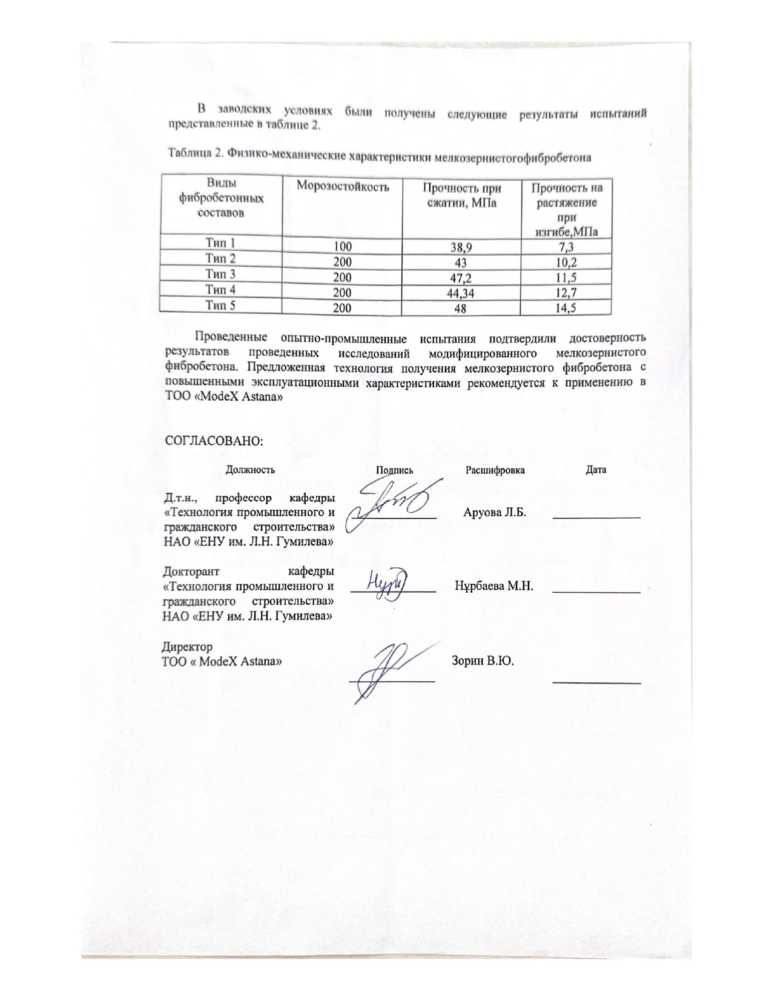 В заводских условиях были получены следующие результаты испытаний
представленные в таблице 2.
Таблица 2. Физико-механические характеристики мелкозернистогофибробетона
Виды фибробетонных составов Морозостойкость Прочность при сжатии, МПа Прочность на растяжение при изгибе,МПа
Тип 1 100 38,9 7,3
Тип 2 200 43 10,2
Тип 3 200 47,2 11,5
Тип 4 200 44,34 12,7
Тип 5 200 48 14,5
Проведенные опытно-промышленные испытания подтвердили достоверность
результатов проведенных исследований модифицированного мелкозернистого
фибробетона. Предложенная технология получения мелкозернистого фибробетона с
повышенными эксплуатационными характеристиками рекомендуется к применению в
ТОО «ModeX Astana»
СОГЛАСОВАНО:
Должность Подпись Расшифровка Дата
Д.т.н., профессор кафедры
«Технология промышленного и
гражданского строительства»
НАО «ЕНУ им. Л.Н. Гумилева»
Аруова Л.Б.
Докторант кафедры
«Технология промышленного и
гражданского строительства»
НАО «ЕНУ им. Л.Н. Гумилева»
Нұрбаева М.Н.
Директор
ТОО « ModeX Astana»
Зорин В.Ю.